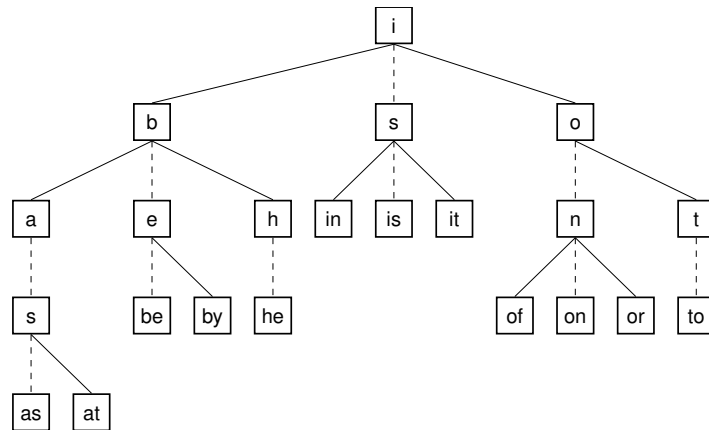 i
b s o
a e h in is it n t
s be by he of on or to
as at